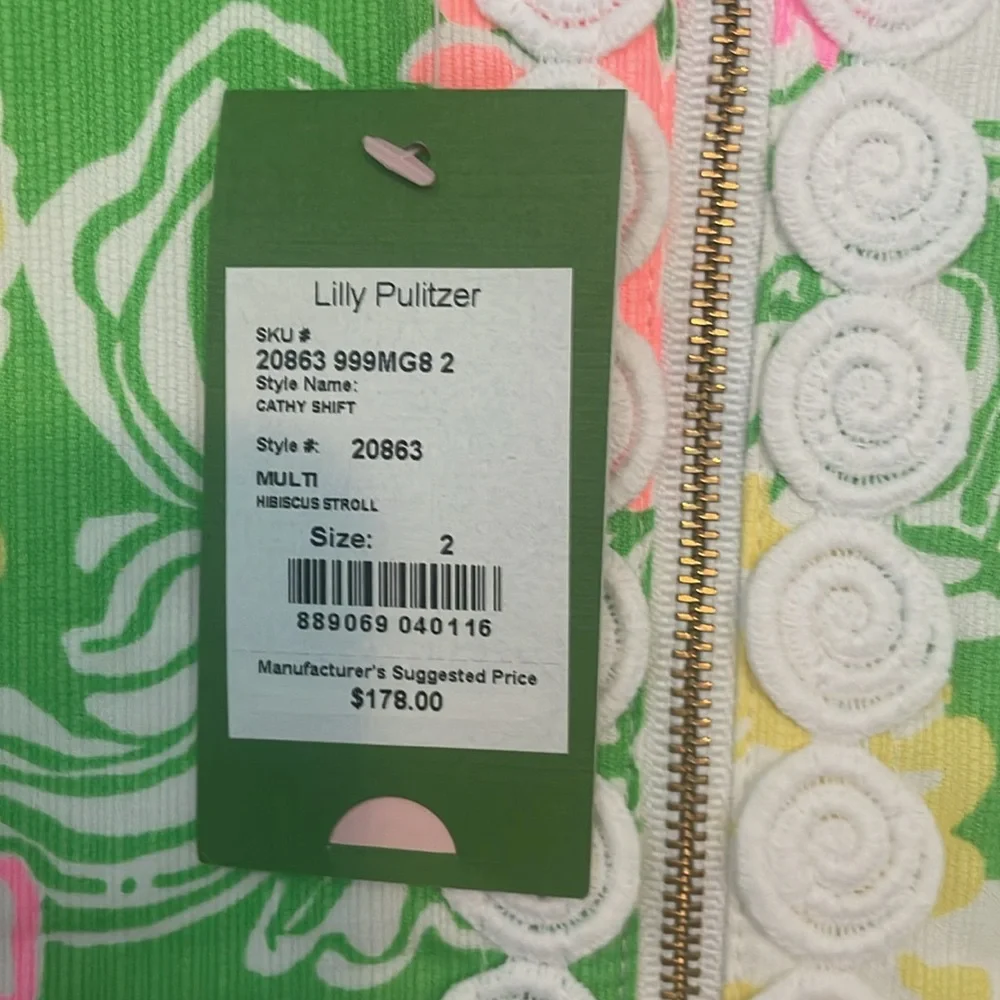 Lilly Pulitzer
SKU #
20863 999MG8 2
Style Name:
CATHY SHIFT
Style #: 20863
MULTI
HIBISCUS STROLL
Size: 2
889069 040116
Manufacturer's Suggested Price
$178.00